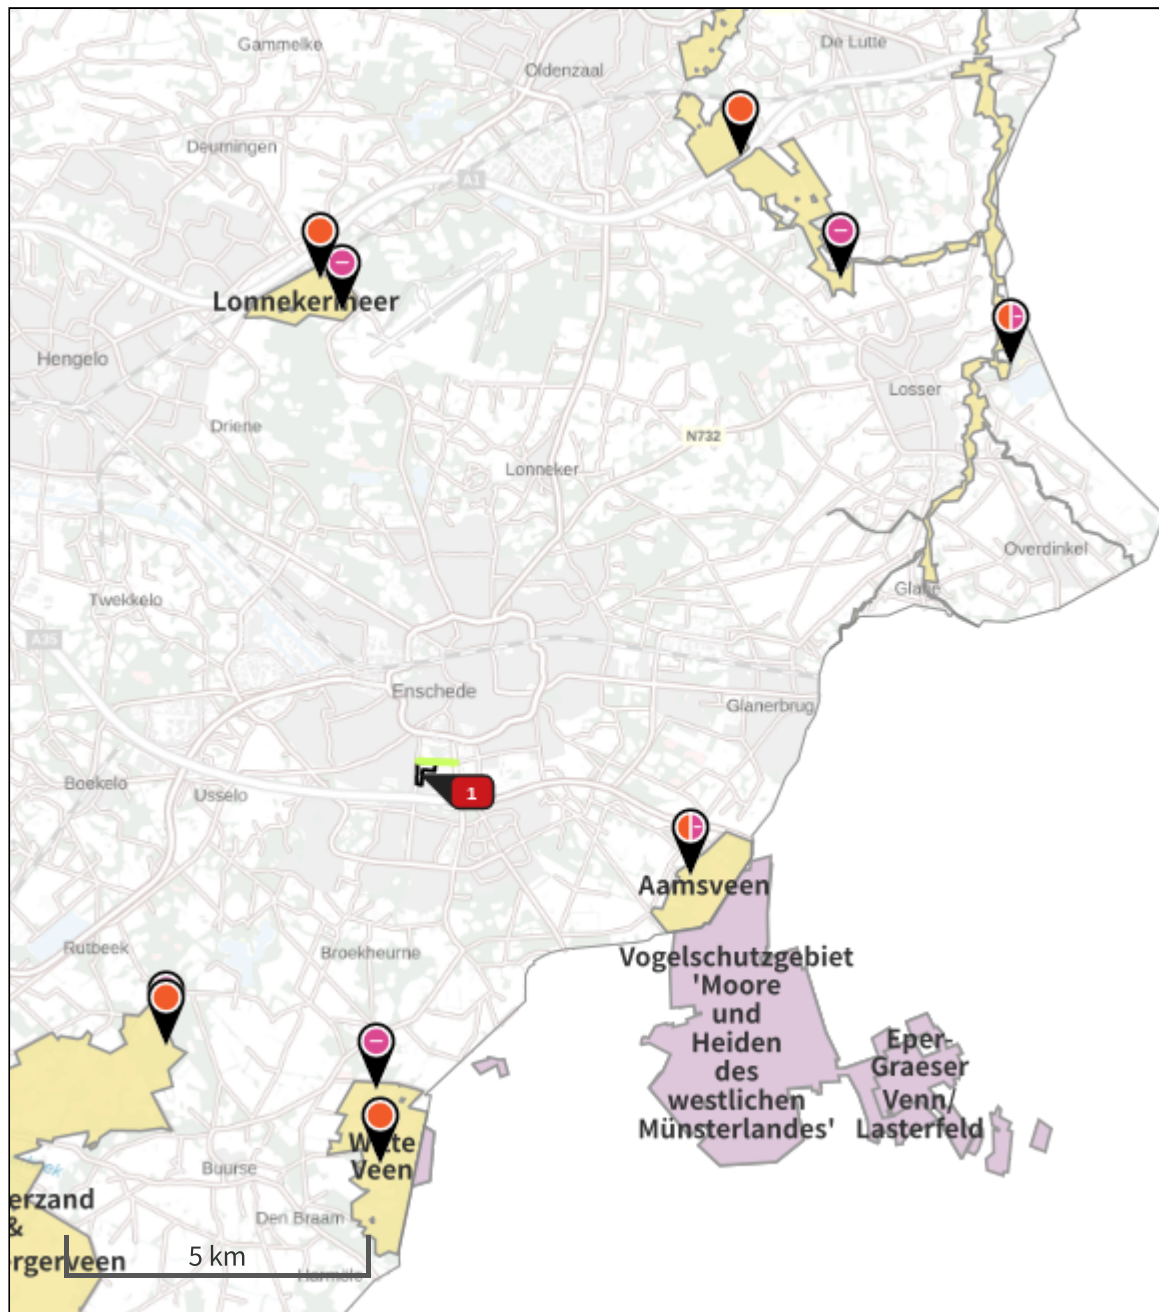 Gammelke
De Lutte
Oldenzaal
Deurningen
A1
Lonnekermeer
Hengelo
Losser
Driene
N732
Lonneker
Overdinkel
Twekkelo
A35
Enschede
Glanerbrug
Boekelo
Usselo
1
Aamsveen
Rutbeek
Broekheurne
Vogelschutzgebiet
'Moore
und
Heiden
des
westlichen
Münsterlandes'
Eper-
Graeser
Venn/
Lasterfeld
Witte
Veen
Buurse
erzand
&
ergerveen
Den Braam
5 km